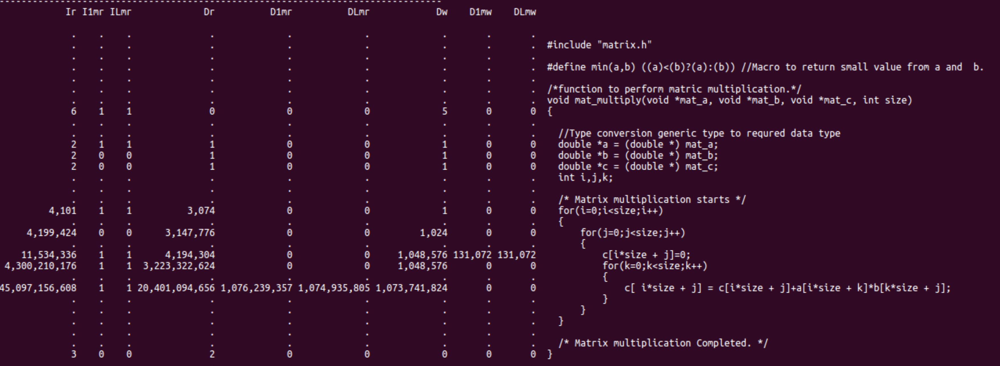 --------------------------------------------------------------------------------
Ir I1mr ILmr Dr D1mr DLmr Dw D1mw DLmw
. . . . . . . . .
. . . . . . . . . #include "matrix.h"
. . . . . . . . .
. . . . . . . . . #define min(a,b) ((a)<(b)?(a):(b)) //Macro to return small value from a and  b.
. . . . . . . . .
. . . . . . . . . /*function to perform matric multiplication.*/
. . . . . . . . . void mat_multiply(void *mat_a, void *mat_b, void *mat_c, int size)
6 1 1 0 0 0 5 0 0 {
. . . . . . . . .
. . . . . . . . . //Type conversion generic type to requred data type
2 1 1 1 0 0 1 0 0 double *a = (double *) mat_a;
2 0 0 1 0 0 1 0 0 double *b = (double *) mat_b;
2 0 0 1 0 0 1 0 0 double *c = (double *) mat_c;
. . . . . . . . . int i,j,k;
. . . . . . . . .
. . . . . . . . . /* Matrix multiplication starts */
4,101 1 1 3,074 0 0 1 0 0 for(i=0;i<size;i++)
. . . . . . . . . {
4,199,424 0 0 3,147,776 0 0 1,024 0 0 for(j=0;j<size;j++)
. . . . . . . . . {
11,534,336 1 1 4,194,304 0 0 1,048,576 131,072 131,072 c[i*size + j]=0;
4,300,210,176 1 1 3,223,322,624 0 0 1,048,576 0 0 for(k=0;k<size;k++)
. . . . . . . . . {
45,097,156,608 1 1 20,401,094,656 1,076,239,357 1,074,935,805 1,073,741,824 0 0 c[ i*size + j] = c[i*size + j]+a[i*size + k]*b[k*size + j];
. . . . . . . . . }
. . . . . . . . . }
. . . . . . . . . }
. . . . . . . . .
. . . . . . . . . /* Matrix multiplication Completed. */
3 0 0 2 0 0 0 0 0 }